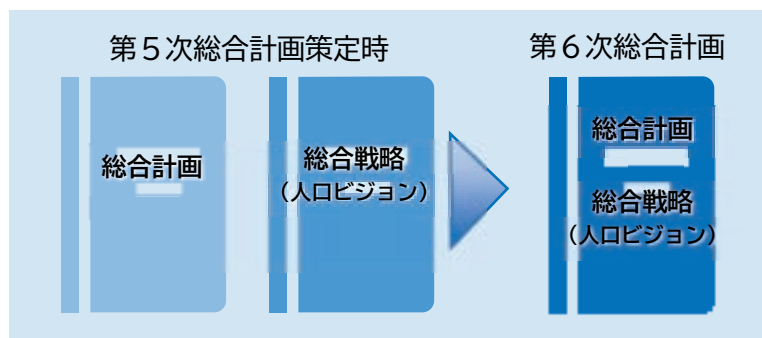 第５次総合計画策定時
第６次総合計画
総合計画
総合戦略
（人口ビジョン）
総合計画
総合戦略
（人口ビジョン）